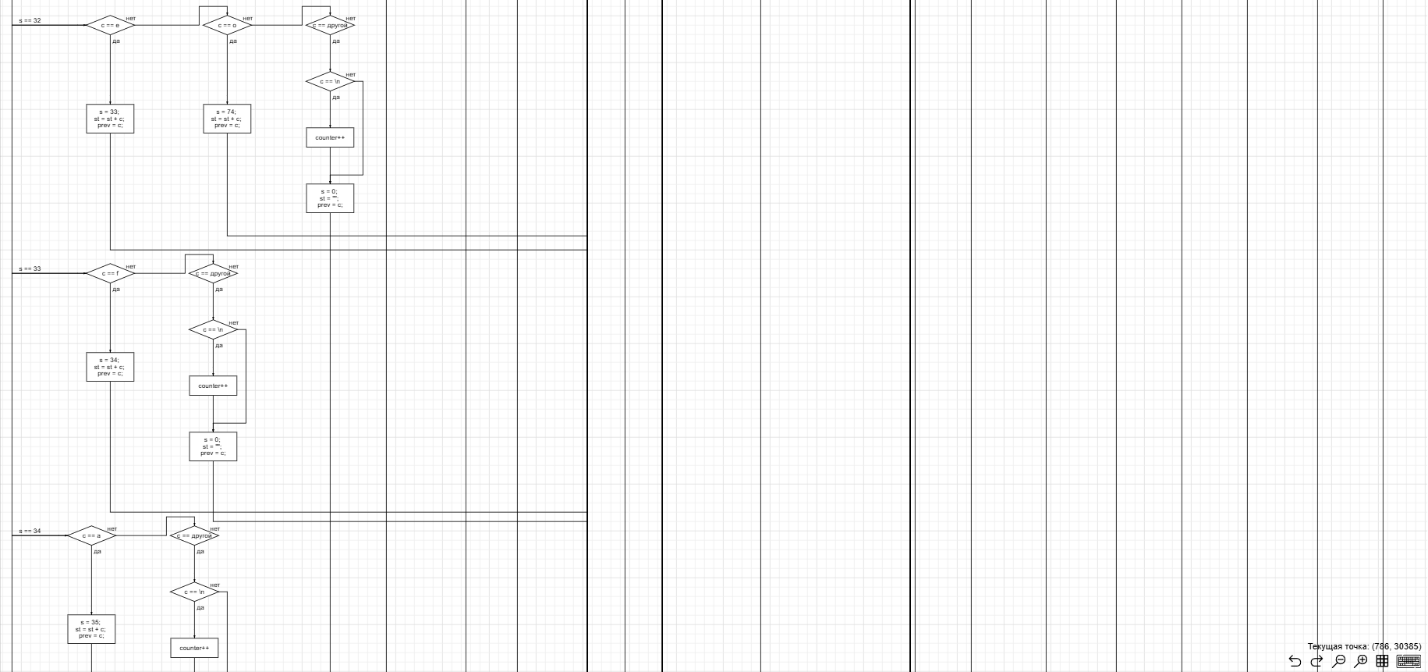 s == 32
c == e
нет
да
c == o
нет
да
c == другой
нет
да
c == \n
нет
да
s = 33;
st = st + c;
prev = c;
s = 74;
st = st + c;
prev = c;
counter++
s = 0;
st = "";
prev = c;
s == 33
c == f
нет
да
c == другой
нет
да
c == \n
нет
да
s = 34;
st = st + c;
prev = c;
counter++
s = 0;
st = "";
prev = c;
s == 34
c == a
нет
да
c == другой
нет
да
c == \n
нет
да
s = 35;
st = st + c;
prev = c;
counter++
Текущая точка: (786, 30385)